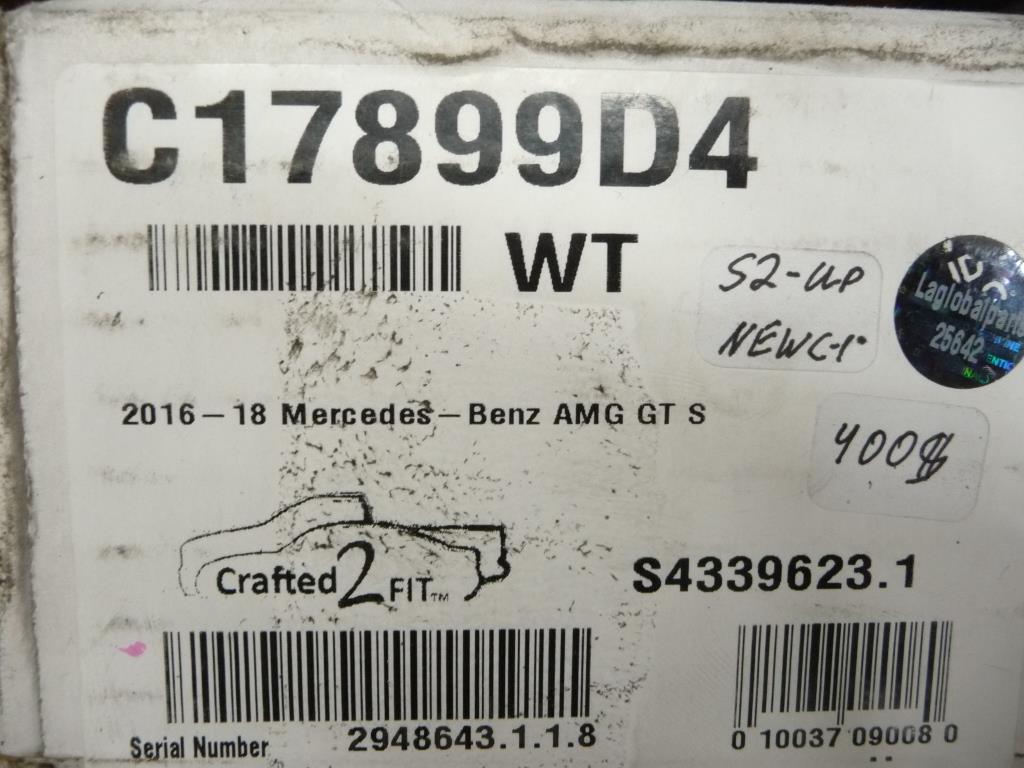 C17899D4
WT
S2-UP
NEWC-1
Laglobalparts
25642
2016-18 Mercedes-Benz AMG GT S
400$
Crafted 2 FIT™
S4339623.1
Serial Number 2948643.1.1.8
0 10037 09008 0